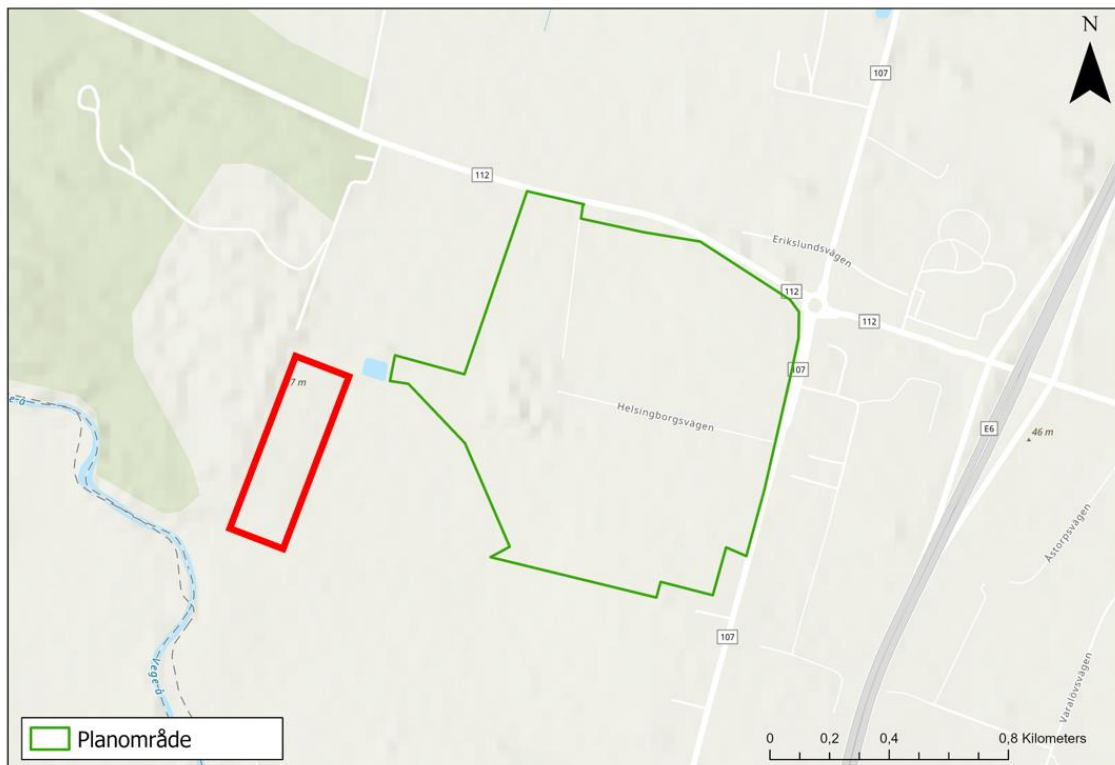 N
107
112
Erikslundsvägen
112
112
107
7 m
Helsingborgsvägen
E6
46 m
e-å
Åstorpsvägen
107
Vege-å
Varalövsvägen
Planområde
0 0,2 0,4 0,8 Kilometers